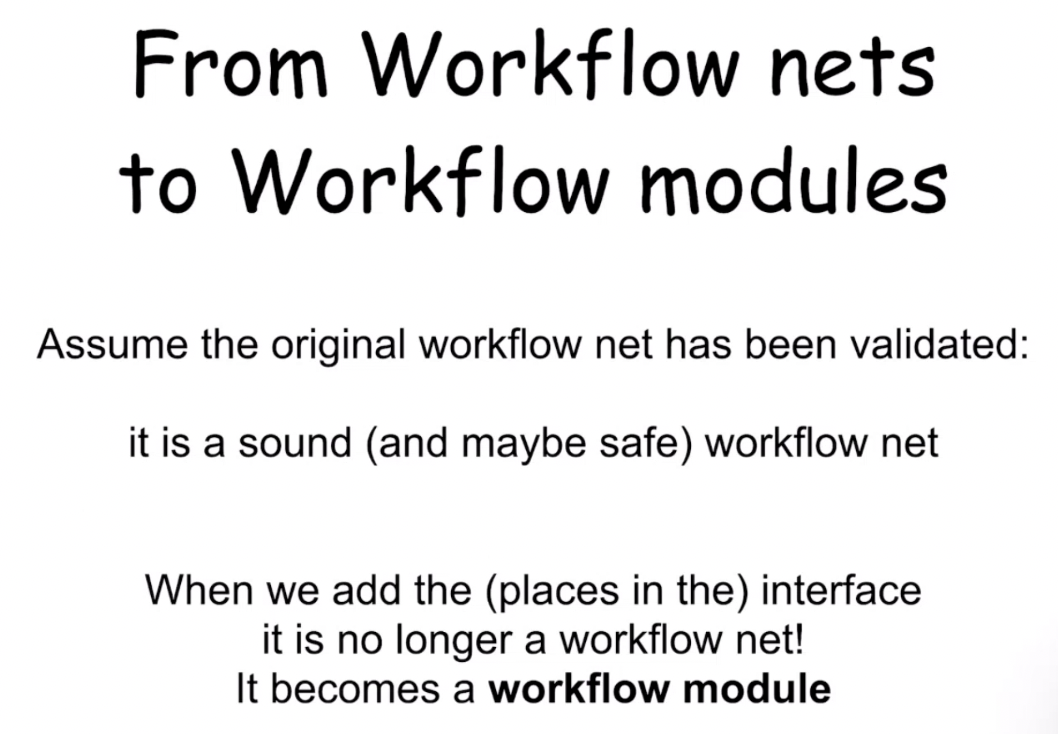 From Workflow nets
to Workflow modules
Assume the original workflow net has been validated:
it is a sound (and maybe safe) workflow net
When we add the (places in the) interface
it is no longer a workflow net!
It becomes a workflow module